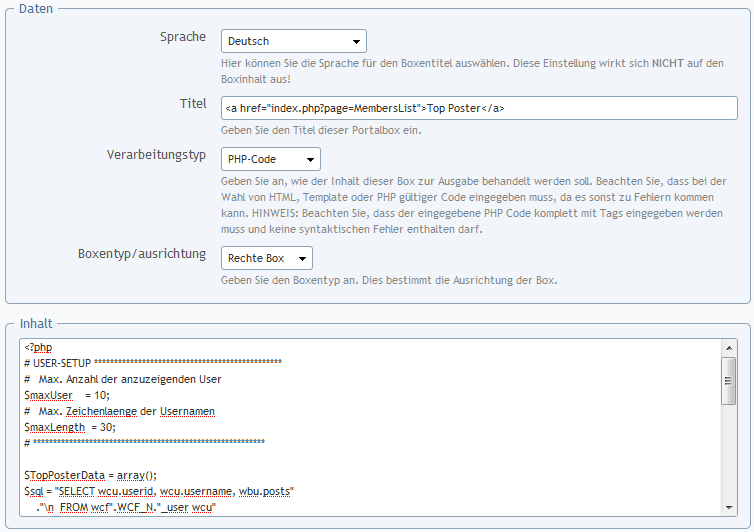 Daten
Sprache
Deutsch
Hier können Sie die Sprache für den Boxentitel auswählen. Diese Einstellung wirkt sich NICHT auf den
Boxinhalt aus!
Titel
<a href="index.php?page=MembersList">Top Poster</a>
Geben Sie den Titel dieser Portalbox ein.
Verarbeitungstyp
PHP-Code
Geben Sie an, wie der Inhalt dieser Box zur Ausgabe behandelt werden soll. Beachten Sie, dass bei der
Wahl von HTML, Template oder PHP gültiger Code eingegeben muss, da es sonst zu Fehlern kommen
kann. HINWEIS: Beachten Sie, dass der eingegebene PHP Code komplett mit Tags eingegeben werden
muss und keine syntaktischen Fehler enthalten darf.
Boxentyp/ausrichtung
Rechte Box
Geben Sie den Boxentyp an. Dies bestimmt die Ausrichtung der Box.
Inhalt
<?php
# USER-SETUP ***********************************************
#   Max. Anzahl der anzuzeigenden User
$maxUser    = 10;
#   Max. Zeichenlaenge der Usernamen
$maxLength  = 30;
# **********************************************************
$TopPosterData = array();
$sql = "SELECT wcu.userid, wcu.username, wbu.posts"
    ."\n  FROM wcf".WCF_N."_user wcu"